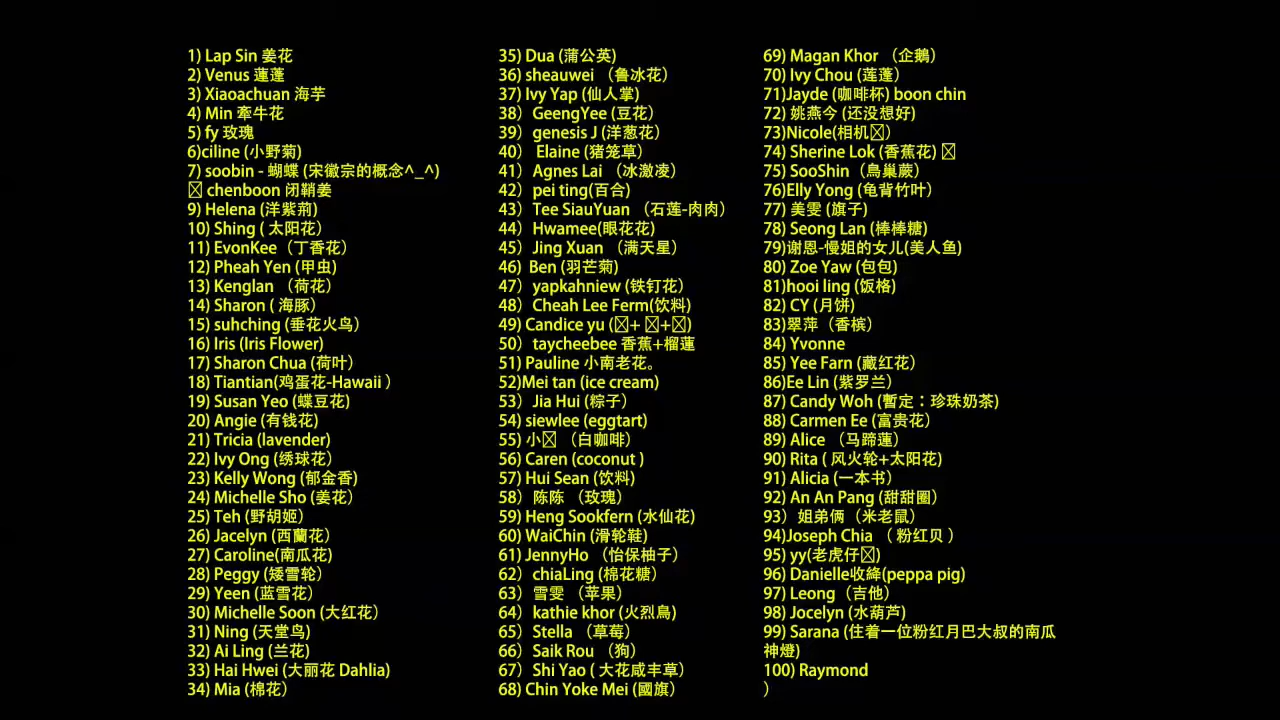 1) Lap Sin 姜花
2) Venus 蓮蓬
3) Xiaoachuan 海芋
4) Min 牽牛花
5) fy 玫瑰
6)ciline (小野菊)
7) soobin - 蝴蝶 (宋徽宗的概念^_^)
chenboon 闭鞘姜
9) Helena (洋紫荊)
10) Shing ( 太阳花)
11) EvonKee（丁香花）
12) Pheah Yen (甲虫)
13) Kenglan （荷花）
14) Sharon ( 海豚）
15) suhching (垂花火鸟）
16) Iris (Iris Flower)
17) Sharon Chua (荷叶）
18) Tiantian(鸡蛋花-Hawaii ）
19) Susan Yeo (蝶豆花)
20) Angie (有钱花)
21) Tricia (lavender)
22) Ivy Ong (绣球花）
23) Kelly Wong (郁金香)
24) Michelle Sho (姜花）
25) Teh (野胡姬）
26) Jacelyn (西蘭花）
27) Caroline(南瓜花)
28) Peggy (矮雪轮）
29) Yeen (蓝雪花）
30) Michelle Soon (大红花）
31) Ning (天堂鸟)
32) Ai Ling (兰花)
33) Hai Hwei (大丽花 Dahlia)
34) Mia (棉花）
35) Dua (蒲公英)
36) sheauwei （鲁冰花）
37) Ivy Yap (仙人掌)
38）GeengYee (豆花）
39）genesis J (洋葱花）
40） Elaine (猪笼草）
41）Agnes Lai （冰激凌）
42）pei ting(百合)
43）Tee SiauYuan （石莲-肉肉）
44）Hwamee(眼花花)
45）Jing Xuan （满天星）
46）Ben (羽芒菊)
47）yapkahniew (铁钉花）
48）Cheah Lee Ferm(饮料)
49) Candice yu (+ +)
50）taycheebee 香蕉+榴蓮
51) Pauline 小南老花。
52)Mei tan (ice cream)
53）Jia Hui (粽子）
54) siewlee (eggtart)
55) 小 （白咖啡）
56) Caren (coconut )
57) Hui Sean (饮料)
58）陈陈 （玫瑰）
59) Heng Sookfern (水仙花)
60) WaiChin (滑轮鞋)
61) JennyHo （怡保柚子）
62）chiaLing (棉花糖）
63）雪雯 （苹果）
64）kathie khor (火烈鳥)
65）Stella （草莓）
66）Saik Rou （狗）
67）Shi Yao ( 大花咸丰草）
68) Chin Yoke Mei (國旗）
69) Magan Khor （企鵝）
70) Ivy Chou (莲蓬）
71)Jayde (咖啡杯) boon chin
72) 姚燕今 (还没想好)
73)Nicole(相机）
74) Sherine Lok (香蕉花)
75) SooShin（鳥巢蕨）
76)Elly Yong (龟背竹叶）
77) 美雯 (旗子)
78) Seong Lan (棒棒糖)
79)谢恩-慢姐的女儿(美人鱼)
80) Zoe Yaw (包包)
81)hooi ling (饭格)
82) CY (月饼)
83)翠萍（香槟）
84) Yvonne
85) Yee Farn (藏红花）
86)Ee Lin (紫罗兰）
87) Candy Woh (暫定：珍珠奶茶)
88) Carmen Ee (富贵花）
89) Alice （马蹄蓮）
90) Rita ( 风火轮+太阳花)
91) Alicia (一本书）
92) An An Pang (甜甜圈）
93）姐弟俩（米老鼠）
94)Joseph Chia （ 粉红贝 ）
95) yy(老虎仔)
96) Danielle收絳(peppa pig)
97) Leong（吉他）
98) Jocelyn (水葫芦)
99) Sarana (住着一位粉红月巴大叔的南瓜
神燈)
100) Raymond
）